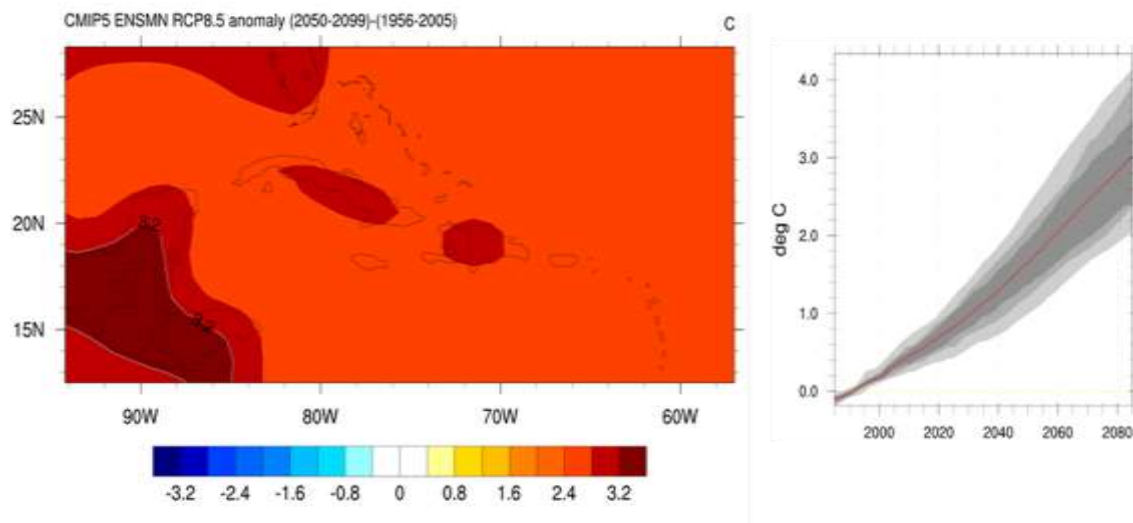 CMIP5 ENSMN RCP8.5 anomaly (2050-2099)-(1956-2005) C
25N
20N
15N
3.2
3.2
90W 80W 70W 60W
-3.2 -2.4 -1.6 -0.8 0 0.8 1.6 2.4 3.2
deg C
4.0
3.0
2.0
1.0
0.0
2000 2020 2040 2060 2080